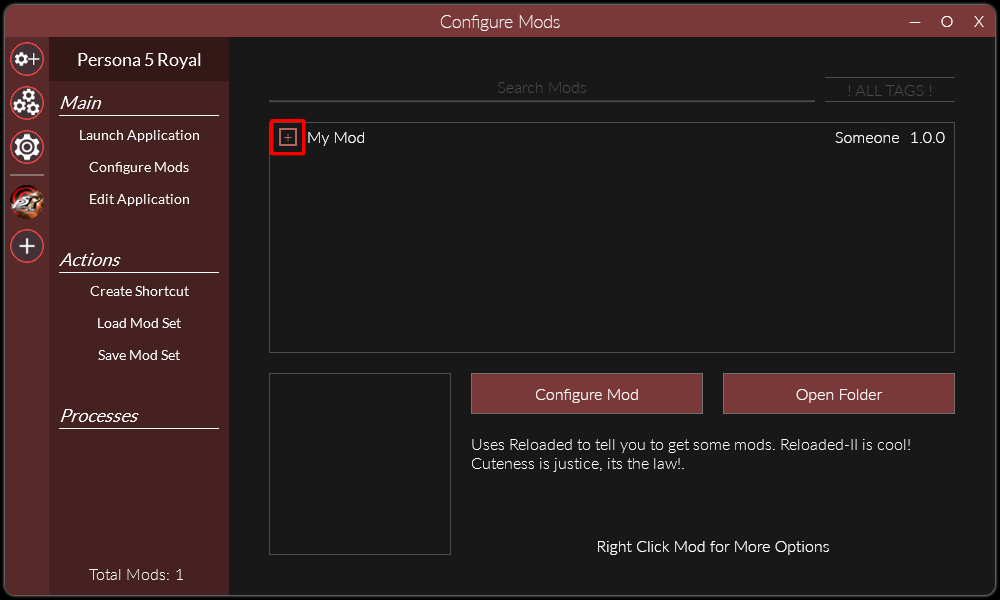 Configure Mods
Persona 5 Royal
Main
Launch Application
Configure Mods
Edit Application
Actions
Create Shortcut
Load Mod Set
Save Mod Set
Processes
Total Mods: 1
Search Mods
! ALL TAGS !
My Mod Someone 1.0.0
Configure Mod
Open Folder
Uses Reloaded to tell you to get some mods. Reloaded-II is cool!
Cuteness is justice, its the law!.
Right Click Mod for More Options